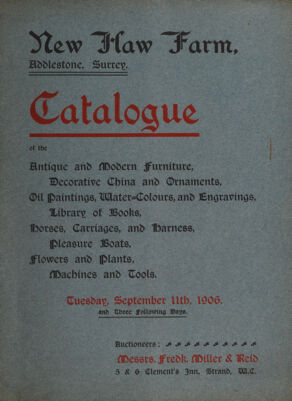 New Haw Farm,
Addlestone, Surrey.
Catalogue
of the
Antique and Modern Furniture,
Decorative China and Ornaments,
Oil Paintings, Water-Colours, and Engravings,
Library of Books,
Horses, Carriages, and Harness,
Pleasure Boats,
Flowers and Plants,
Machines and Tools.
Tuesday, September 11th, 1906,
and Three Following Days.
Auctioneers:
Messrs. Fredk. Miller & Reid
5 & 6 Clement's Inn, Strand, W.C.